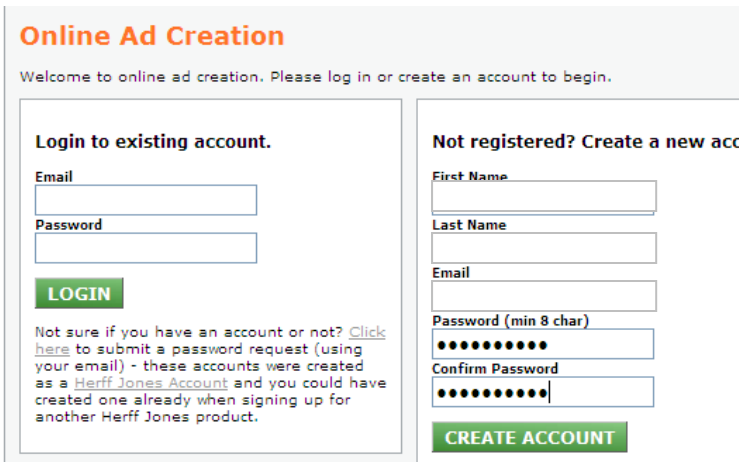 Online Ad Creation
Welcome to online ad creation. Please log in or create an account to begin.
Login to existing account.
Email
Password
LOGIN
Not sure if you have an account or not? Click
here to submit a password request (using
your email) - these accounts were created
as a Herff Jones Account and you could have
created one already when signing up for
another Herff Jones product.
Not registered? Create a new acc
First Name
Last Name
Email
Password (min 8 char)
●●●●●●●●●●
Confirm Password
●●●●●●●●●●
CREATE ACCOUNT